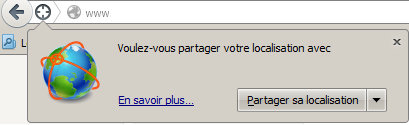 www
L
Voulez-vous partager votre localisation avec
En savoir plus...
Partager sa localisation